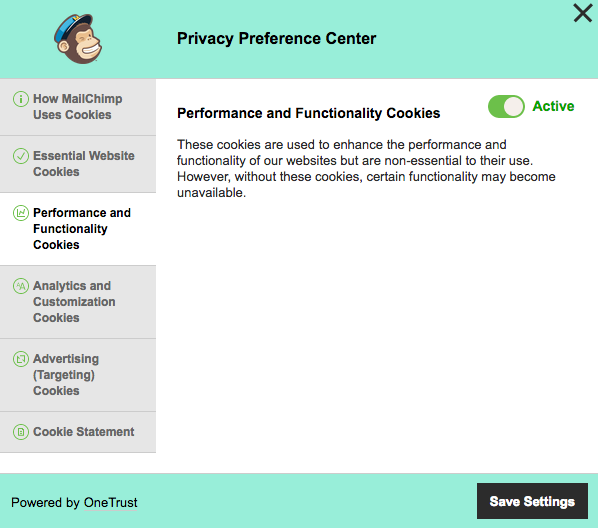 Privacy Preference Center
How MailChimp
Uses Cookies
Essential Website
Cookies
Performance and
Functionality
Cookies
Analytics and
Customization
Cookies
Advertising
(Targeting)
Cookies
Cookie Statement
Performance and Functionality Cookies
Active
These cookies are used to enhance the performance and
functionality of our websites but are non-essential to their use.
However, without these cookies, certain functionality may become
unavailable.
Powered by OneTrust
Save Settings